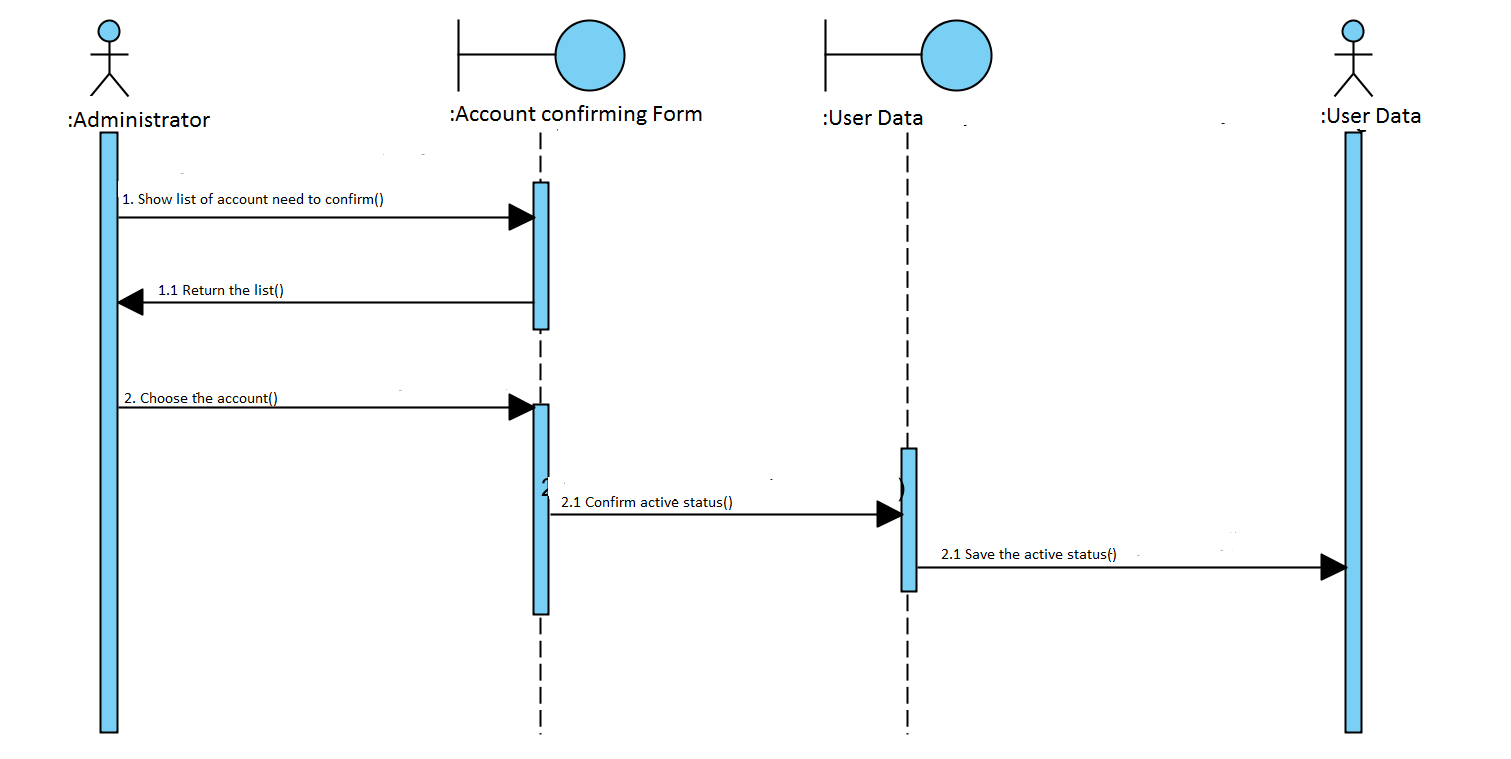 :Administrator
:Account confirming Form
:User Data
:User Data
1. Show list of account need to confirm()
1.1 Return the list()
2. Choose the account()
2
)
2.1 Confirm active status()
2.1 Save the active status()